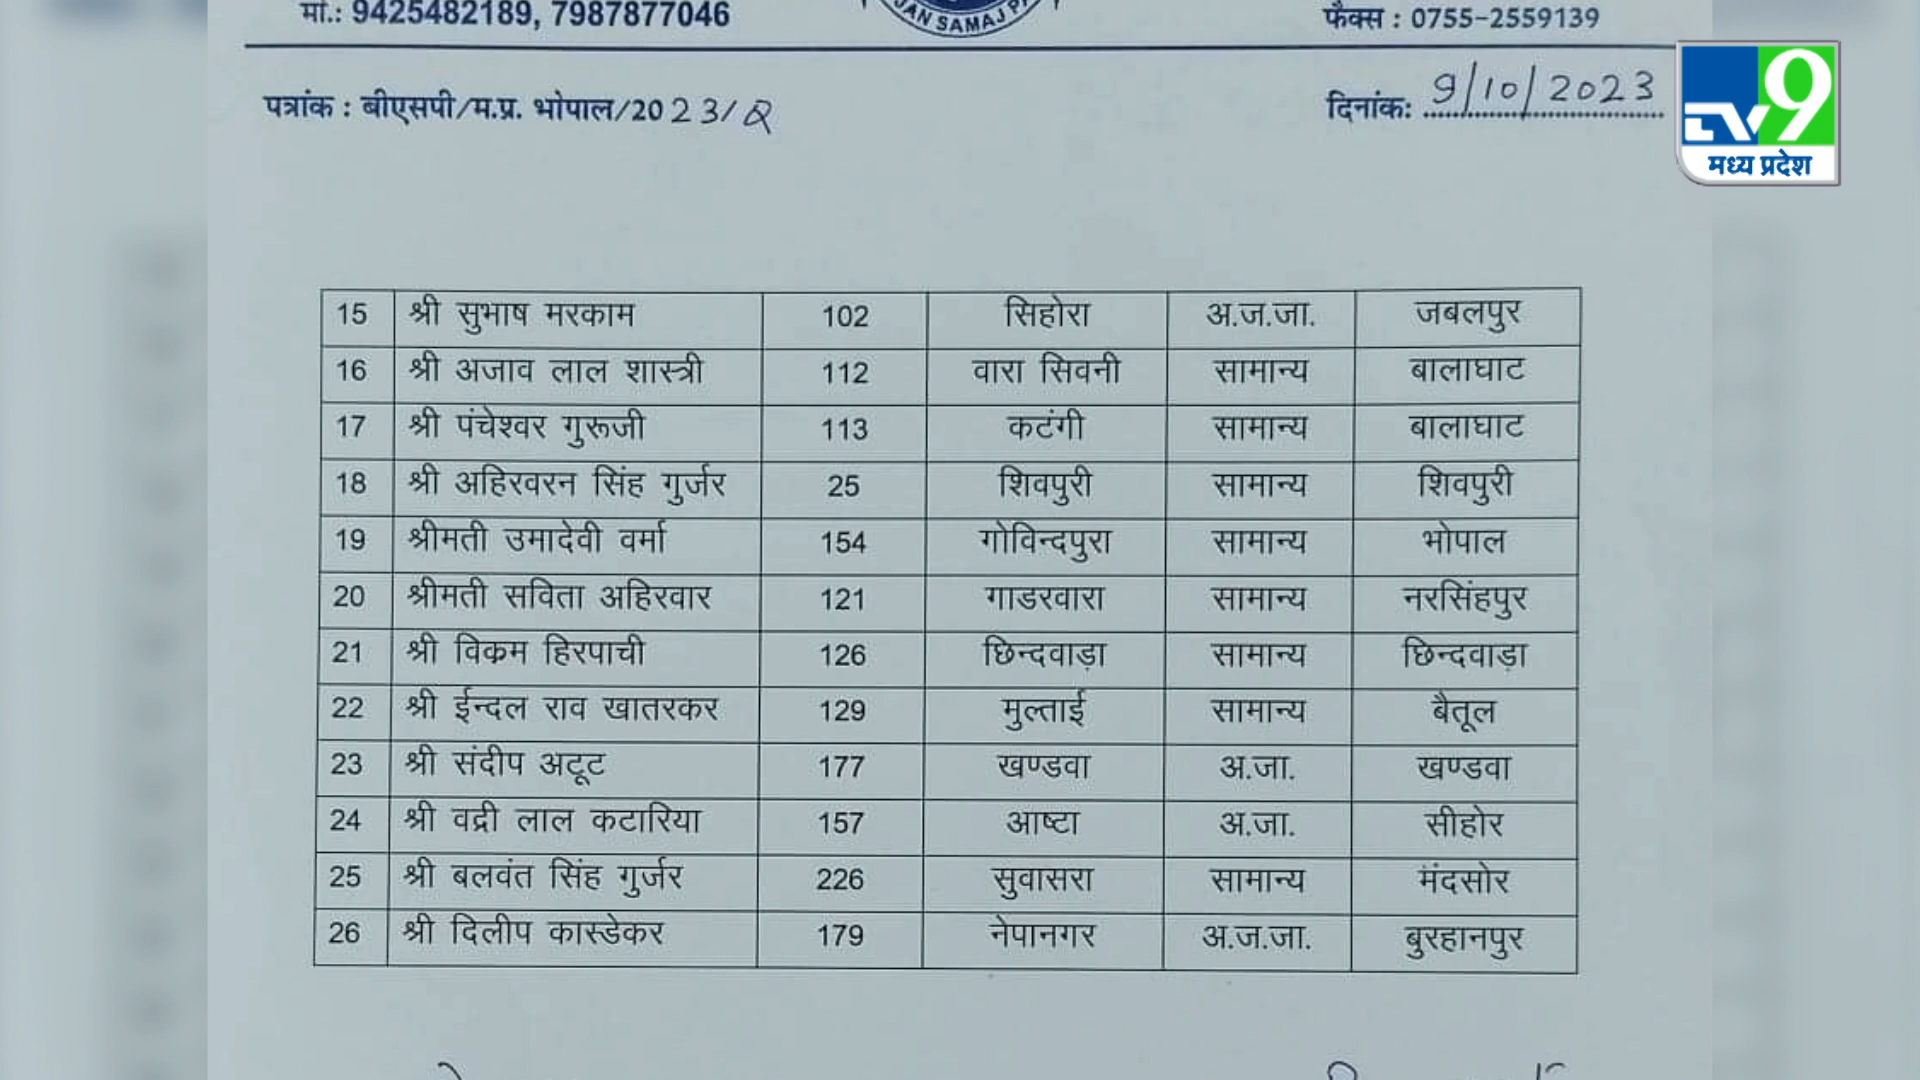 मो.: 9425482189, 7987877046
JAN SAMAJ P
फैक्स : 0755-2559139
पत्रांक : बीएसपी/म.प्र. भोपाल/2023/Q
दिनांक: 9/10/2023
TV9
मध्य प्रदेश
15 श्री सुभाष मरकाम 102 सिहोरा अ.ज.जा. जबलपुर
16 श्री अजाव लाल शास्त्री 112 वारा सिवनी सामान्य बालाघाट
17 श्री पंचेश्वर गुरूजी 113 कटंगी सामान्य बालाघाट
18 श्री अहिरवरन सिंह गुर्जर 25 शिवपुरी सामान्य शिवपुरी
19 श्रीमती उमादेवी वर्मा 154 गोविन्दपुरा सामान्य भोपाल
20 श्रीमती सविता अहिरवार 121 गाडरवारा सामान्य नरसिंहपुर
21 श्री विक्रम हिरपाची 126 छिन्दवाड़ा सामान्य छिन्दवाड़ा
22 श्री ईन्दल राव खातरकर 129 मुल्ताई सामान्य बैतूल
23 श्री संदीप अटूट 177 खण्डवा अ.जा. खण्डवा
24 श्री वद्री लाल कटारिया 157 आष्टा अ.जा. सीहोर
25 श्री बलवंत सिंह गुर्जर 226 सुवासरा सामान्य मंदसोर
26 श्री दिलीप कास्डेकर 179 नेपानगर अ.ज.जा. बुरहानपुर